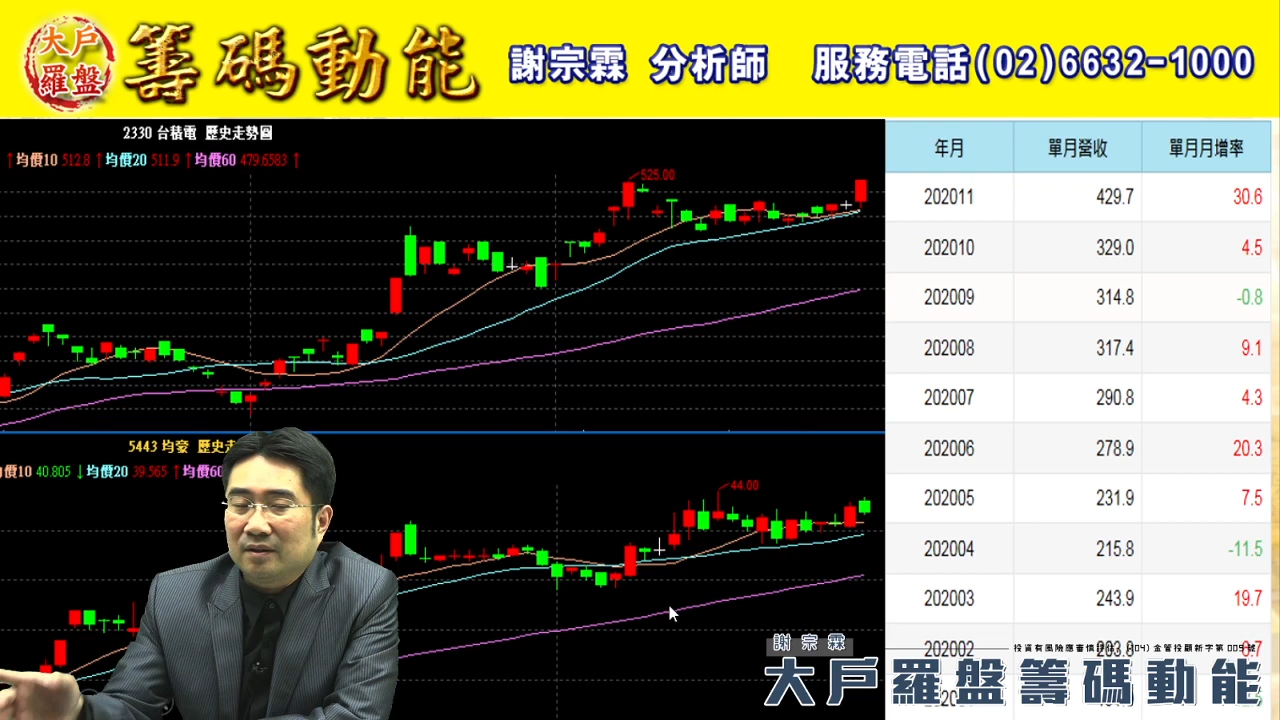 大戶
羅盤
籌碼動能
謝宗霖 分析師 服務電話(02)6632-1000
2330 台積電 歷史走勢圖
↑均價10 512.8 ↑均價20 511.9 ↑均價60 479.6583 ↑
525.00
5443 均豪 歷史走
價10 40.805 ↓均價20 39.565 ↑均價60
44.00
年月 單月營收 單月月增率
202011 429.7 30.6
202010 329.0 4.5
202009 314.8 -0.8
202008 317.4 9.1
202007 290.8 4.3
202006 278.9 20.3
202005 231.9 7.5
202004 215.8 -11.5
202003 243.9 19.7
202002
謝宗霖
大戶羅盤籌碼動能